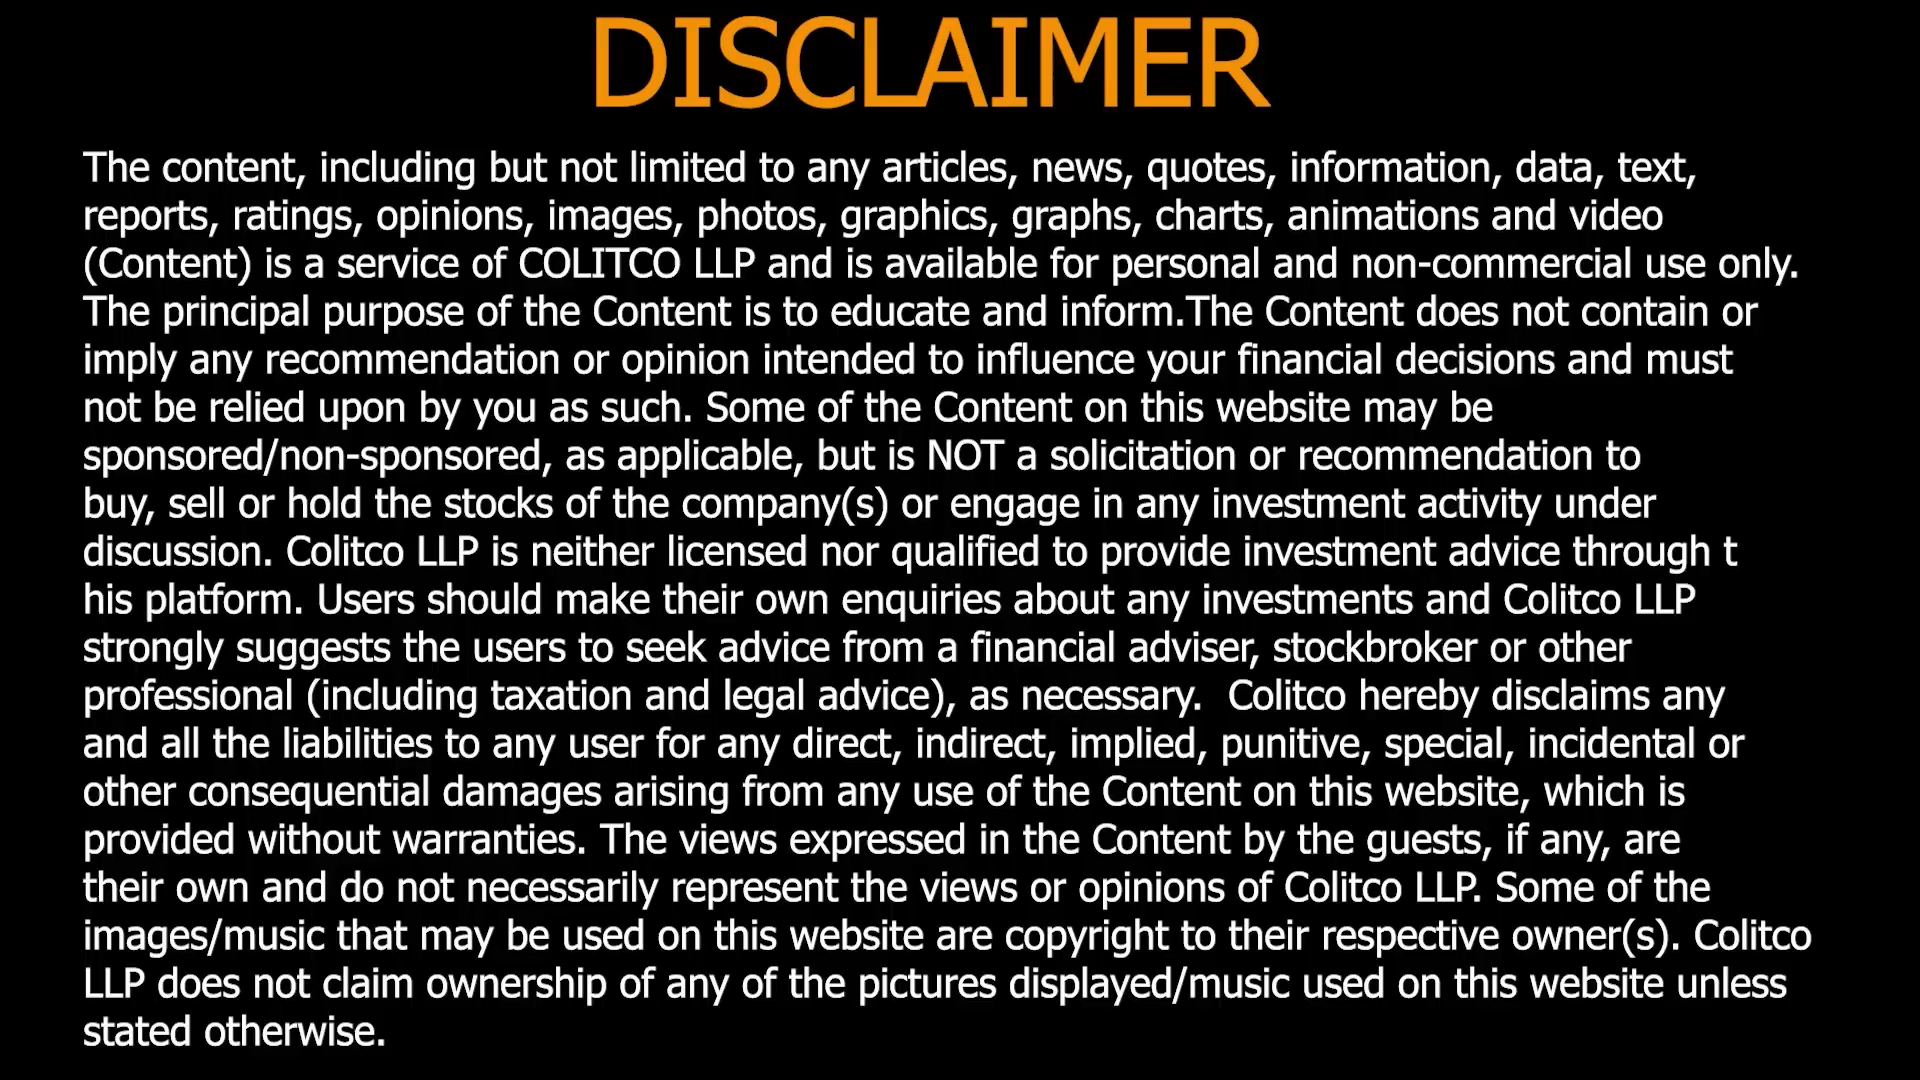 DISCLAIMER
The content, including but not limited to any articles, news, quotes, information, data, text,
reports, ratings, opinions, images, photos, graphics, graphs, charts, animations and video
(Content) is a service of COLITCO LLP and is available for personal and non-commercial use only.
The principal purpose of the Content is to educate and inform.The Content does not contain or
imply any recommendation or opinion intended to influence your financial decisions and must
not be relied upon by you as such. Some of the Content on this website may be
sponsored/non-sponsored, as applicable, but is NOT a solicitation or recommendation to
buy, sell or hold the stocks of the company(s) or engage in any investment activity under
discussion. Colitco LLP is neither licensed nor qualified to provide investment advice through t
his platform. Users should make their own enquiries about any investments and Colitco LLP
strongly suggests the users to seek advice from a financial adviser, stockbroker or other
professional (including taxation and legal advice), as necessary.  Colitco hereby disclaims any
and all the liabilities to any user for any direct, indirect, implied, punitive, special, incidental or
other consequential damages arising from any use of the Content on this website, which is
provided without warranties. The views expressed in the Content by the guests, if any, are
their own and do not necessarily represent the views or opinions of Colitco LLP. Some of the
images/music that may be used on this website are copyright to their respective owner(s). Colitco
LLP does not claim ownership of any of the pictures displayed/music used on this website unless
stated otherwise.